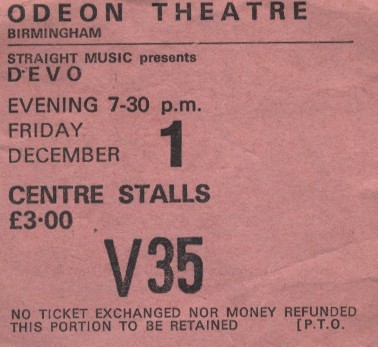 ODEON THEATRE
BIRMINGHAM
STRAIGHT MUSIC presents
DEVO
EVENING 7-30 p.m.
FRIDAY
DECEMBER 1
CENTRE STALLS
£3·00
V35
NO TICKET EXCHANGED NOR MONEY REFUNDED
THIS PORTION TO BE RETAINED [P.T.O.